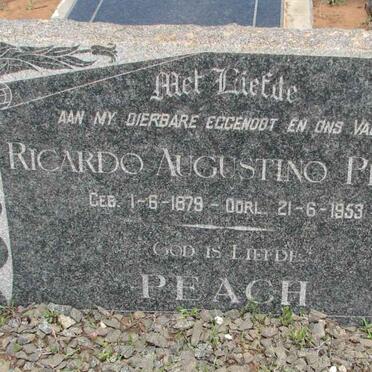 Met Liefde
AAN MY DIERBARE EGGENOOT EN ONS
RICARDO AUGUSTINO
GEB. 1-6-1879 - OORL. 21-6-1953
GOD IS LIEFDE
PEACH